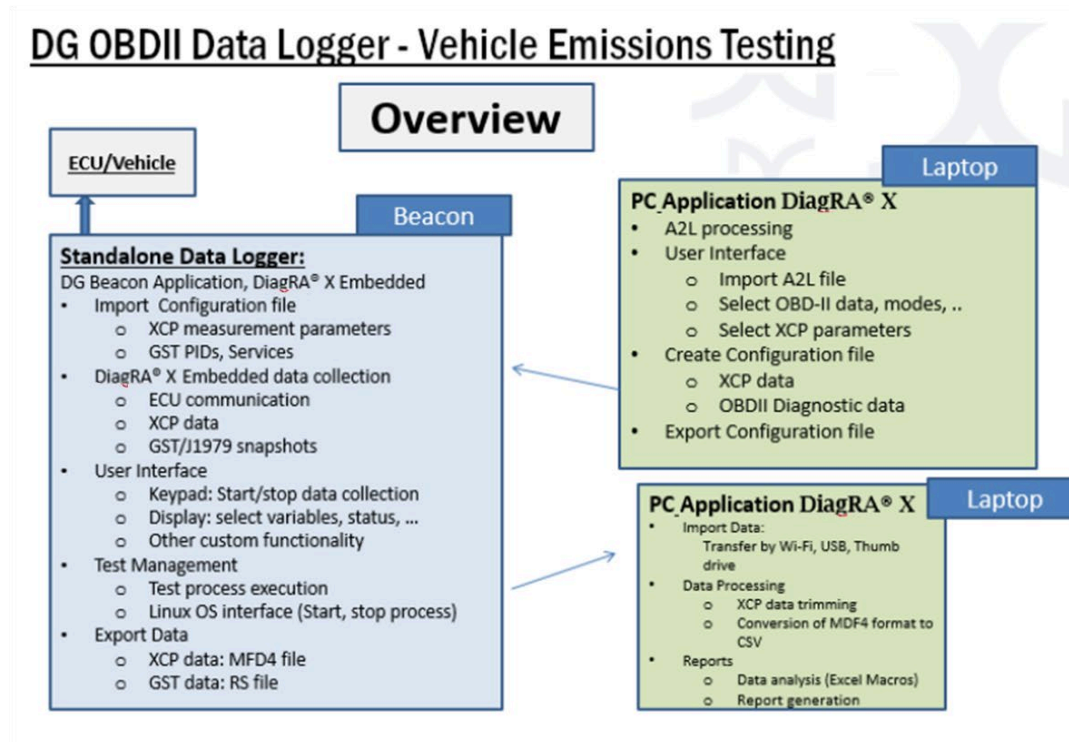 DG OBDII Data Logger - Vehicle Emissions Testing
Overview
ECU/Vehicle
Beacon
Standalone Data Logger:
DG Beacon Application, DiagRA® X Embedded
• Import Configuration file
o XCP measurement parameters
o GST PIDs, Services
• DiagRA® X Embedded data collection
o ECU communication
o XCP data
o GST/J1979 snapshots
• User Interface
o Keypad: Start/stop data collection
o Display: select variables, status, ...
o Other custom functionality
• Test Management
o Test process execution
o Linux OS interface (Start, stop process)
• Export Data
o XCP data: MFD4 file
o GST data: RS file
Laptop
PC Application DiagRA® X
• A2L processing
• User Interface
o Import A2L file
o Select OBD-II data, modes, ..
o Select XCP parameters
• Create Configuration file
o XCP data
o OBDII Diagnostic data
• Export Configuration file
Laptop
PC Application DiagRA® X
• Import Data:
Transfer by Wi-Fi, USB, Thumb
drive
• Data Processing
o XCP data trimming
o Conversion of MDF4 format to
CSV
• Reports
o Data analysis (Excel Macros)
o Report generation